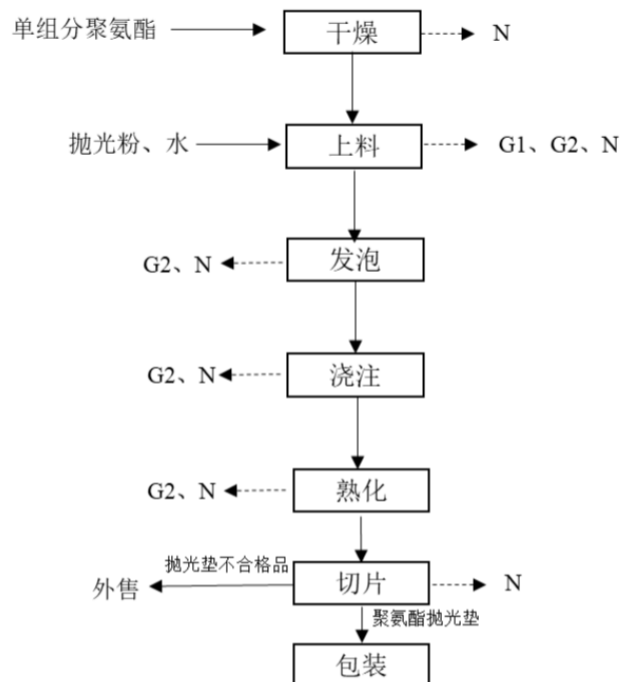 单组分聚氨酯
干燥
N
抛光粉、水
上料
G1、G2、N
G2、N
发泡
G2、N
浇注
G2、N
熟化
抛光垫不合格品
外售
切片
N
聚氨酯抛光垫
包装